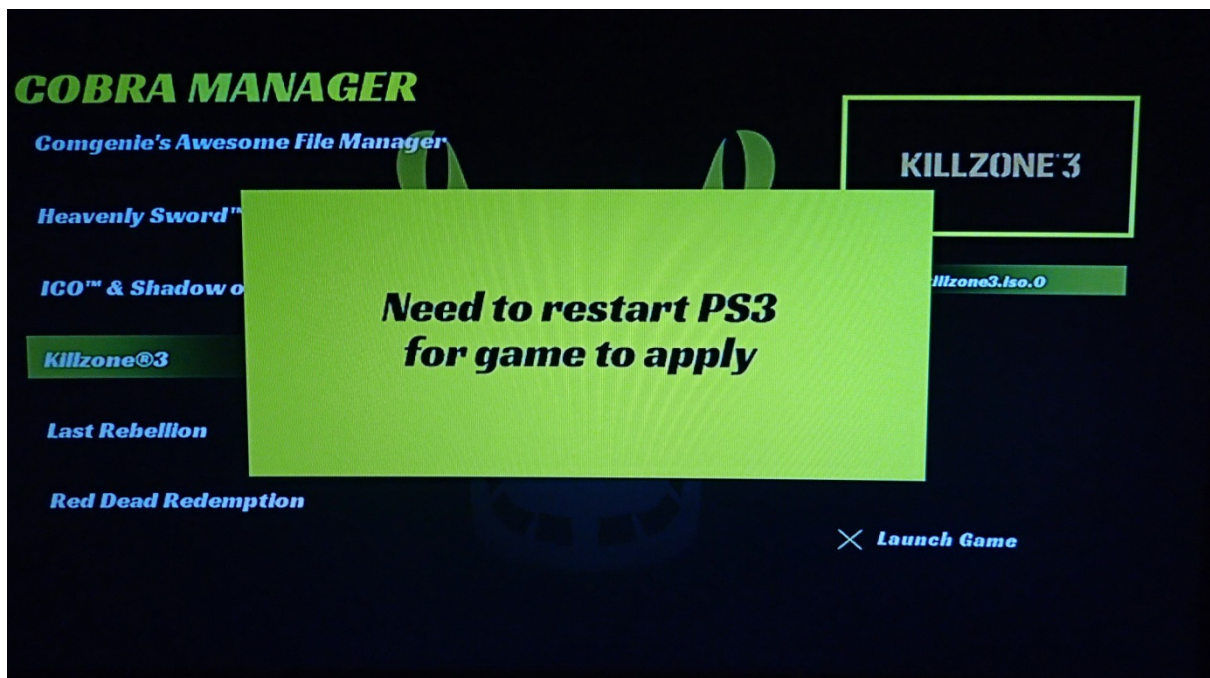 COBRA MANAGER
Comgenie's Awesome File Manager
Heavenly Sword™
ICO™ & Shadow o
Killzone®3
Last Rebellion
Red Dead Redemption
Need to restart PS3
for game to apply
KILLZONE 3
illzone3.iso.0
Launch Game